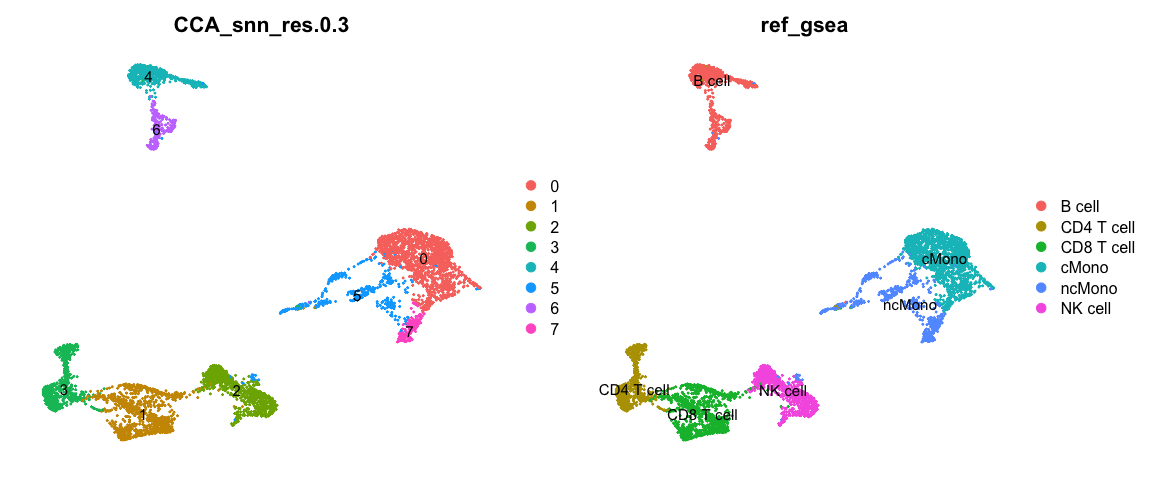 CCA_snn_res.0.3
4
6
0
5
7
3
2
1
0
1
2
3
4
5
6
7
ref_gsea
B cell
cMono
ncMono
CD4 T cell
NK cell
CD8 T cell
B cell
CD4 T cell
CD8 T cell
cMono
ncMono
NK cell